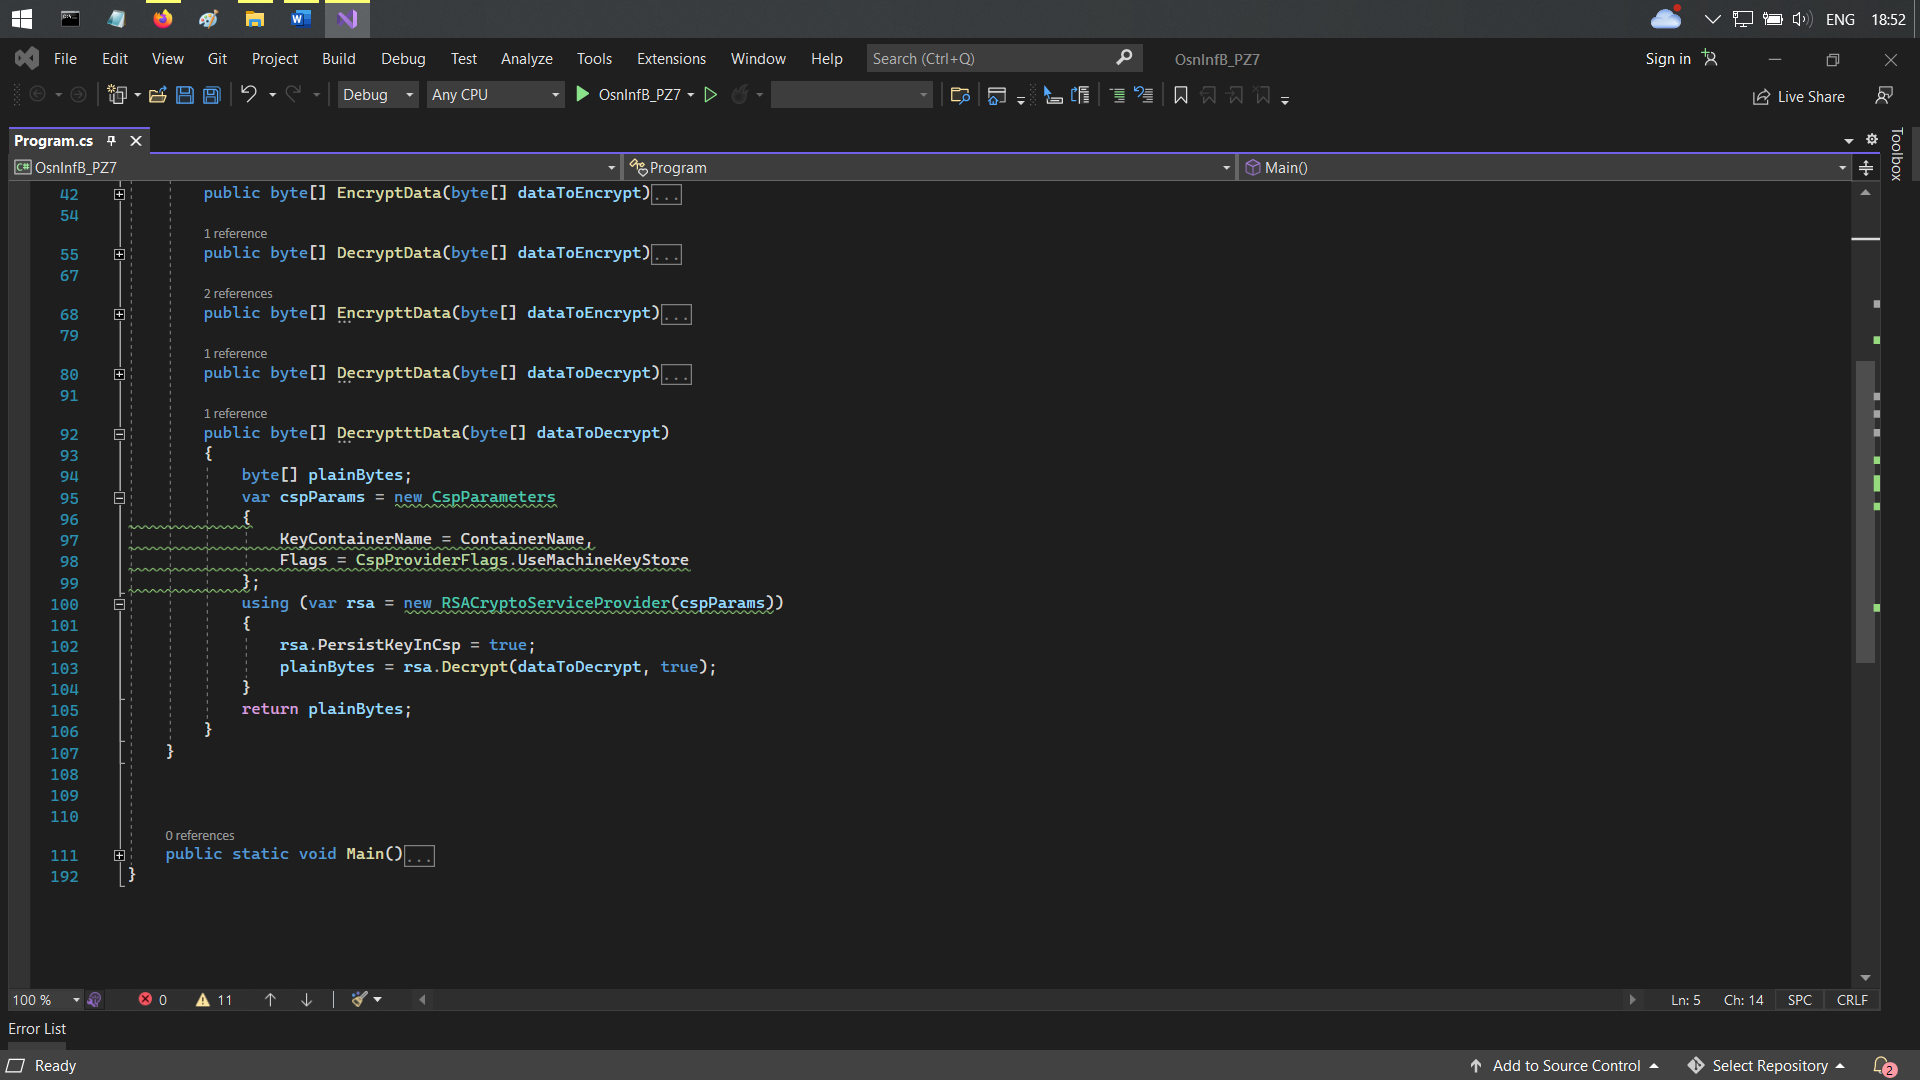 ENG 18:52
File Edit View Git Project Build Debug Test Analyze Tools Extensions Window Help Search (Ctrl+Q) OsnInfB_PZ7 Sign in
Debug Any CPU OsnInfB_PZ7 Live Share
Program.cs
Toolbox
C# OsnInfB_PZ7 Program Main()
42 public byte[] EncryptData(byte[] dataToEncrypt)...
54
1 reference
55 public byte[] DecryptData(byte[] dataToEncrypt)...
67
2 references
68 public byte[] EncrypttData(byte[] dataToEncrypt)...
79
1 reference
80 public byte[] DecrypttData(byte[] dataToDecrypt)...
91
1 reference
92 public byte[] DecryptttData(byte[] dataToDecrypt)
93 {
94 byte[] plainBytes;
95 var cspParams = new CspParameters
96 {
97 KeyContainerName = ContainerName,
98 Flags = CspProviderFlags.UseMachineKeyStore
99 };
100 using (var rsa = new RSACryptoServiceProvider(cspParams))
101 {
102 rsa.PersistKeyInCsp = true;
103 plainBytes = rsa.Decrypt(dataToDecrypt, true);
104 }
105 return plainBytes;
106 }
107 }
108
109
110
0 references
111 public static void Main()...
192 }
100 % 0 11 Ln: 5 Ch: 14 SPC CRLF
Error List
Ready Add to Source Control Select Repository 2